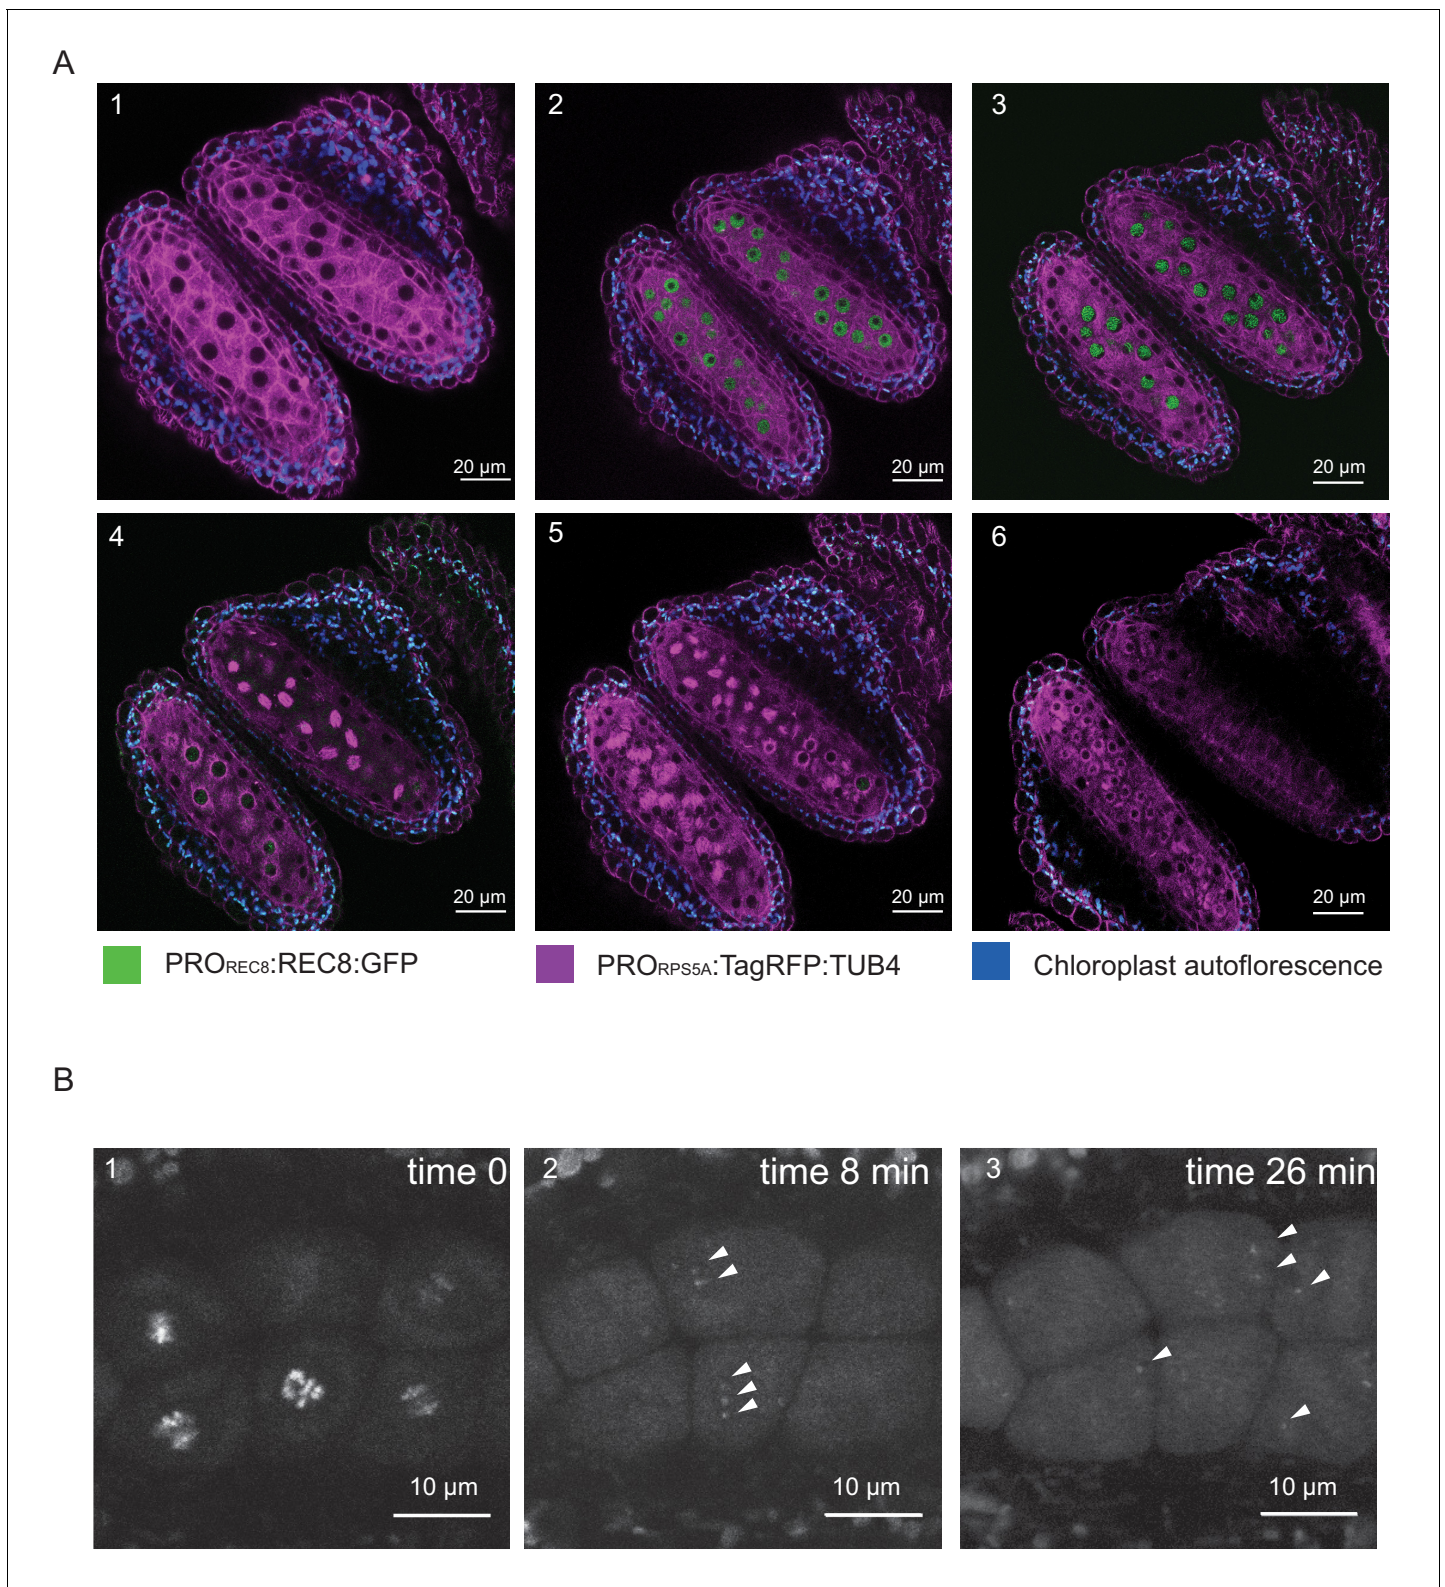 A
1
2
3
20 µm
20 µm
20 µm
4
5
6
20 µm
20 µm
20 µm
PROREC8:REC8:GFP
PRORPS5A:TagRFP:TUB4
Chloroplast autoflorescence
B
1
time 0
2
time 8 min
3
time 26 min
10 µm
10 µm
10 µm